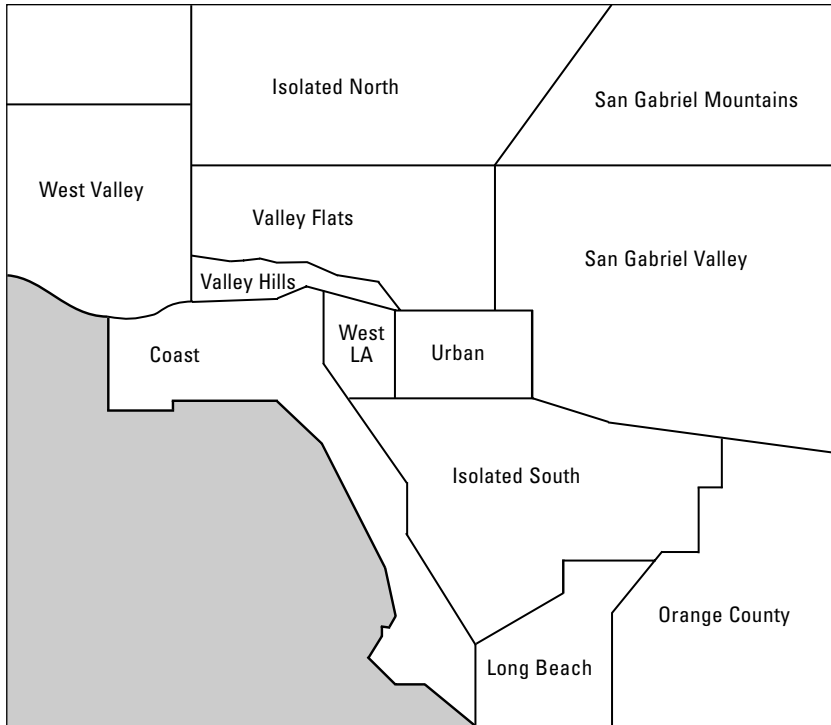 Isolated North
San Gabriel Mountains
West Valley
Valley Flats
San Gabriel Valley
Valley Hills
West
LA
Urban
Coast
Isolated South
Orange County
Long Beach